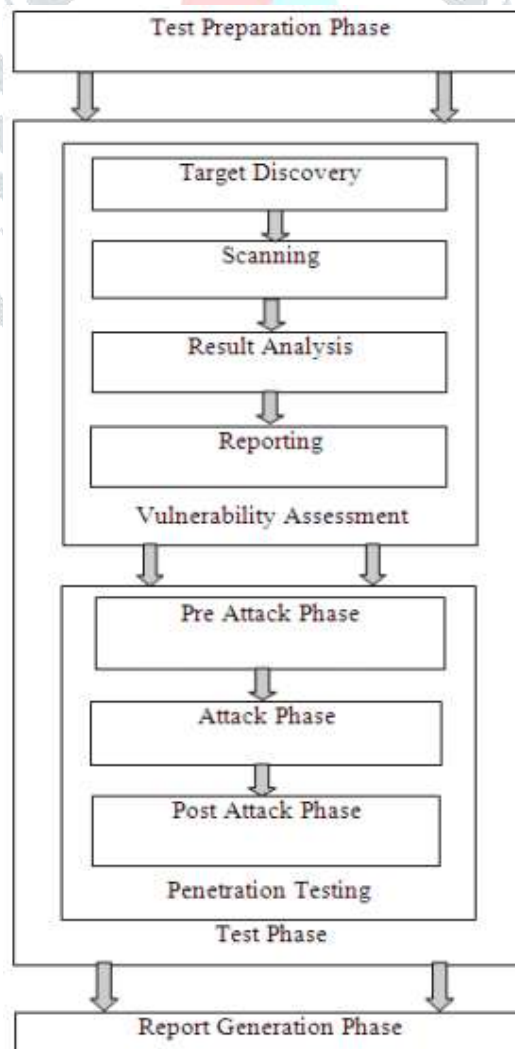 Test Preparation Phase
Target Discovery
Scanning
Result Analysis
Reporting
Vulnerability Assessment
Pre Attack Phase
Attack Phase
Post Attack Phase
Penetration Testing
Test Phase
Report Generation Phase